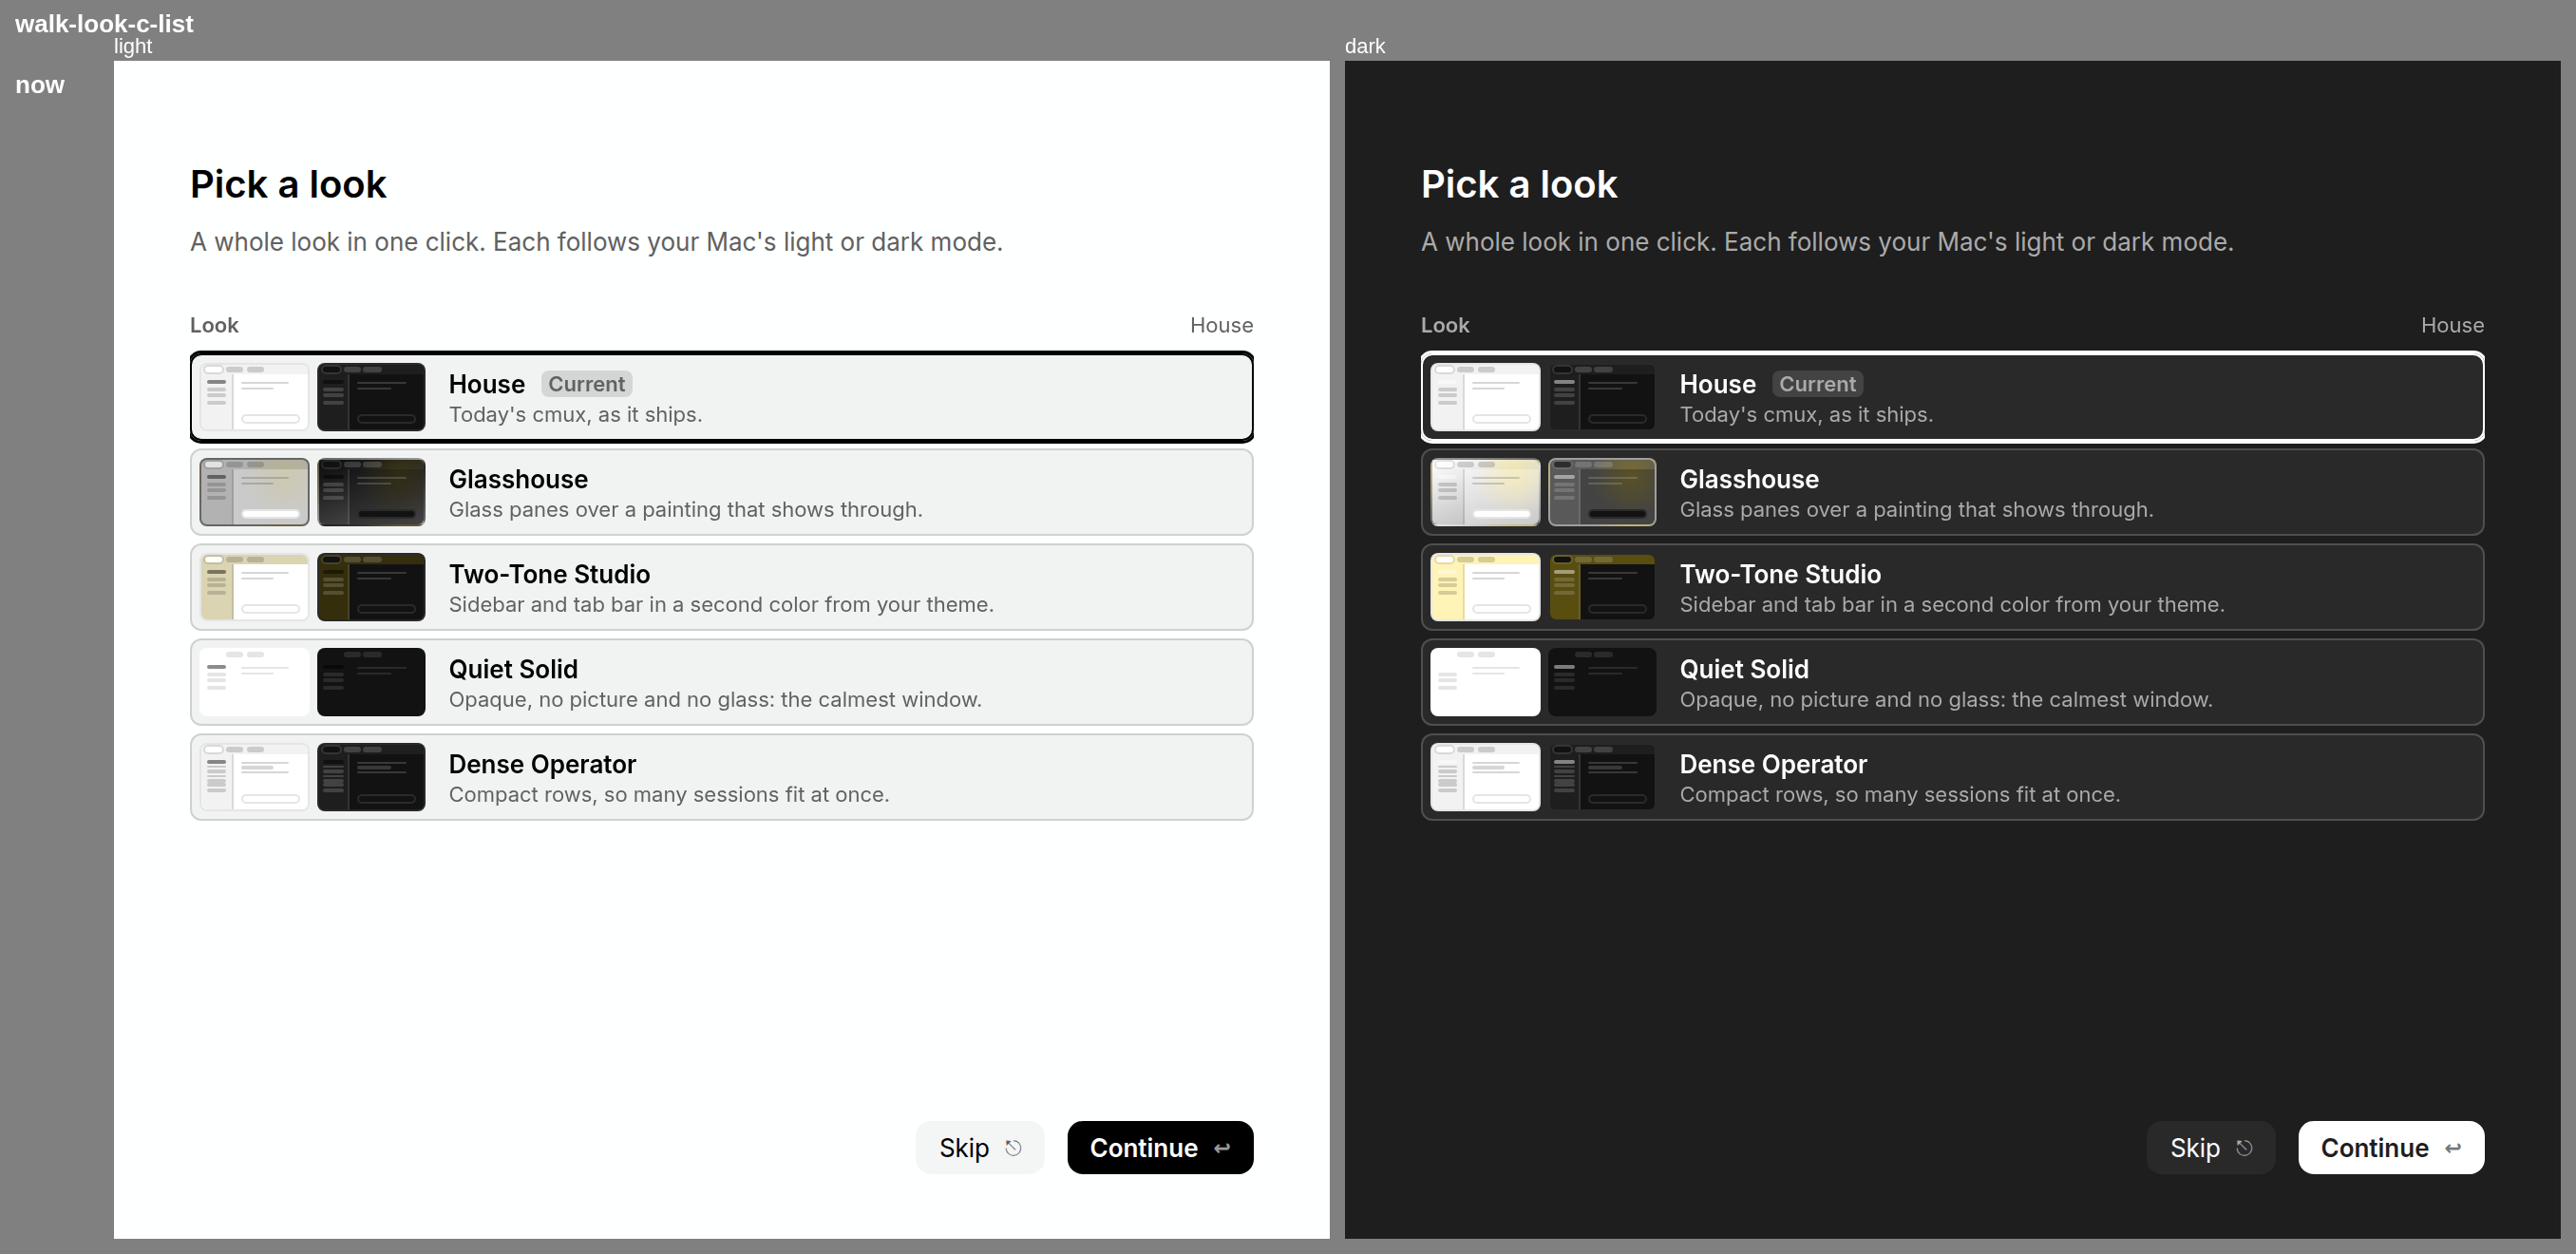 walk-look-c-list
light
dark
now
Pick a look
A whole look in one click. Each follows your Mac's light or dark mode.
Look
House
House Current
Today's cmux, as it ships.
Glasshouse
Glass panes over a painting that shows through.
Two-Tone Studio
Sidebar and tab bar in a second color from your theme.
Quiet Solid
Opaque, no picture and no glass: the calmest window.
Dense Operator
Compact rows, so many sessions fit at once.
Skip ⎋
Continue ↩
Pick a look
A whole look in one click. Each follows your Mac's light or dark mode.
Look
House
House Current
Today's cmux, as it ships.
Glasshouse
Glass panes over a painting that shows through.
Two-Tone Studio
Sidebar and tab bar in a second color from your theme.
Quiet Solid
Opaque, no picture and no glass: the calmest window.
Dense Operator
Compact rows, so many sessions fit at once.
Skip ⎋
Continue ↩